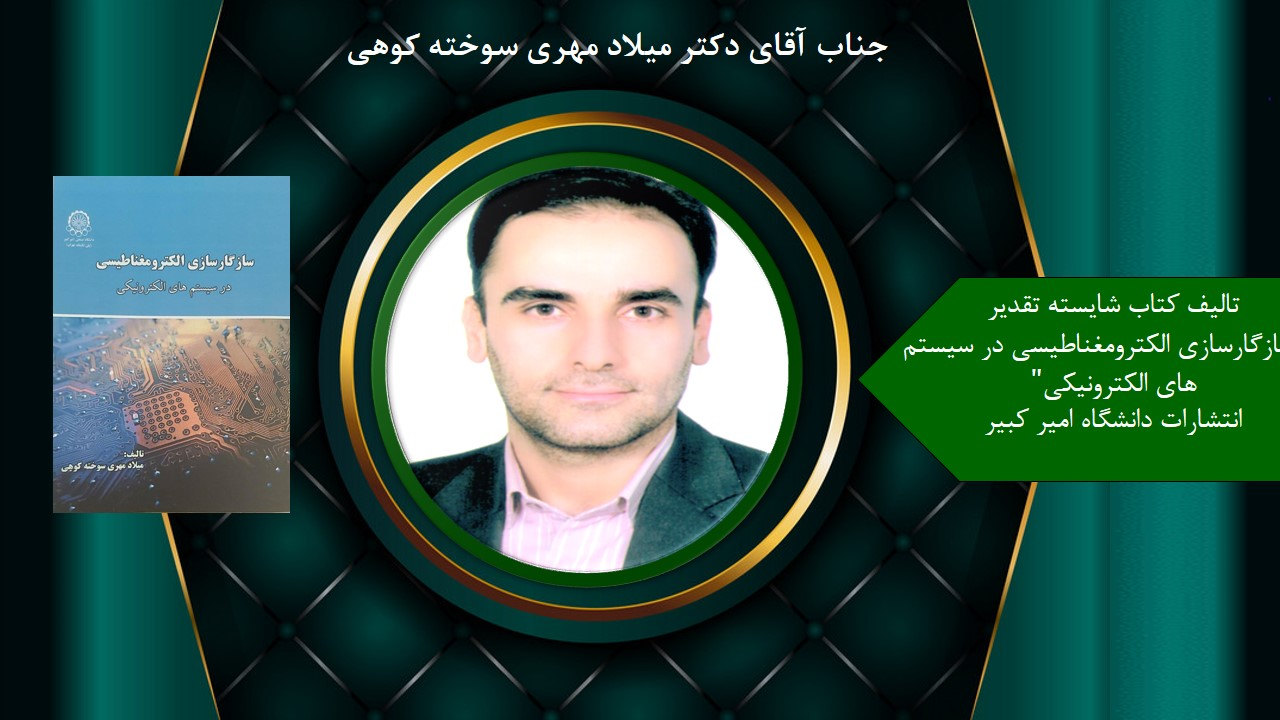 جناب آقای دکتر میلاد مهری سوخته کوهی
سازگارسازی الکترومغناطیسی
در سیستم های الکترونیکی
تالیف:
میلاد مهری سوخته کوهی
تالیف کتاب شایسته تقدیر
ازگارسازی الکترومغناطیسی در سیستم
های الکترونیکی"
انتشارات دانشگاه امیر کبیر